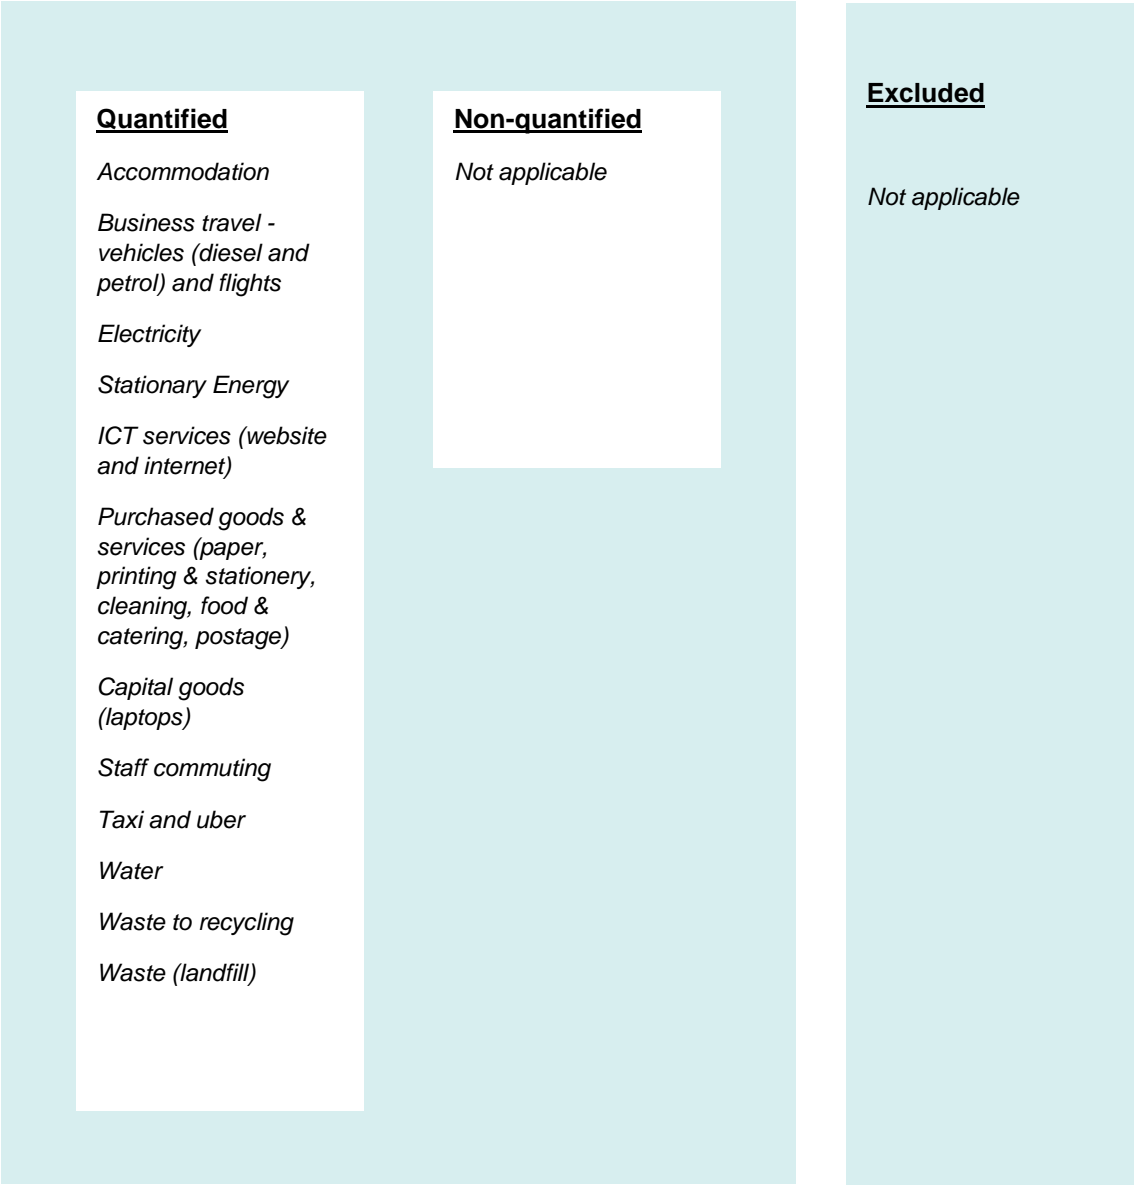 Quantified
Accommodation
Business travel -
vehicles (diesel and
petrol) and flights
Electricity
Stationary Energy
ICT services (website
and internet)
Purchased goods &
services (paper,
printing & stationery,
cleaning, food &
catering, postage)
Capital goods
(laptops)
Staff commuting
Taxi and uber
Water
Waste to recycling
Waste (landfill)
Non-quantified
Not applicable
Excluded
Not applicable